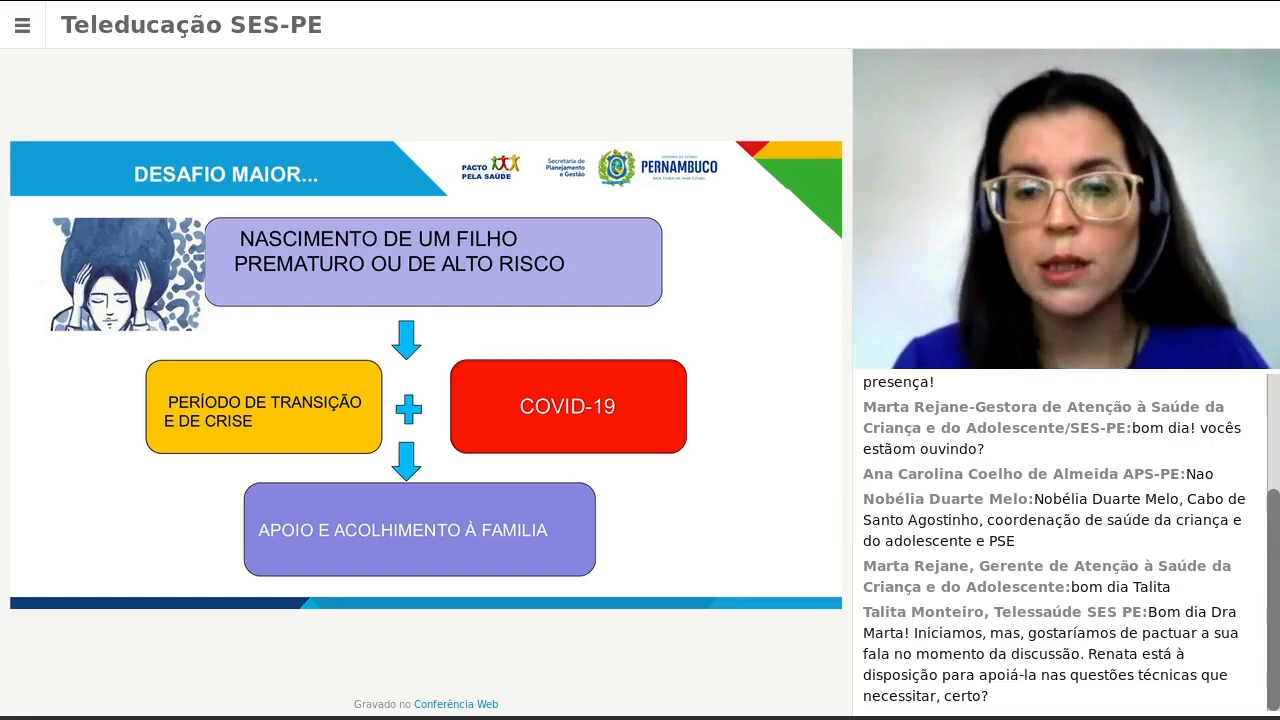 Teleducação SES-PE
DESAFIO MAIOR...
PACTO
PELA SAÚDE
Secretaria de
Planejamento
e Gestão
PERNAMBUCO
NASCIMENTO DE UM FILHO
PREMATURO OU DE ALTO RISCO
PERÍODO DE TRANSIÇÃO
E DE CRISE
COVID-19
APOIO E ACOLHIMENTO À FAMILIA
Gravado no Conferência Web
presença!
Marta Rejane-Gestora de Atenção à Saúde da
Criança e do Adolescente/SES-PE:bom dia! vocês
estãom ouvindo?
Ana Carolina Coelho de Almeida APS-PE:Nao
Nobélia Duarte Melo:Nobélia Duarte Melo, Cabo de
Santo Agostinho, coordenação de saúde da criança e
do adolescente e PSE
Marta Rejane, Gerente de Atenção à Saúde da
Criança e do Adolescente:bom dia Talita
Talita Monteiro, Telessaúde SES PE:Bom dia Dra
Marta! Iniciamos, mas, gostaríamos de pactuar a sua
fala no momento da discussão. Renata está à
disposição para apoiá-la nas questões técnicas que
necessitar, certo?